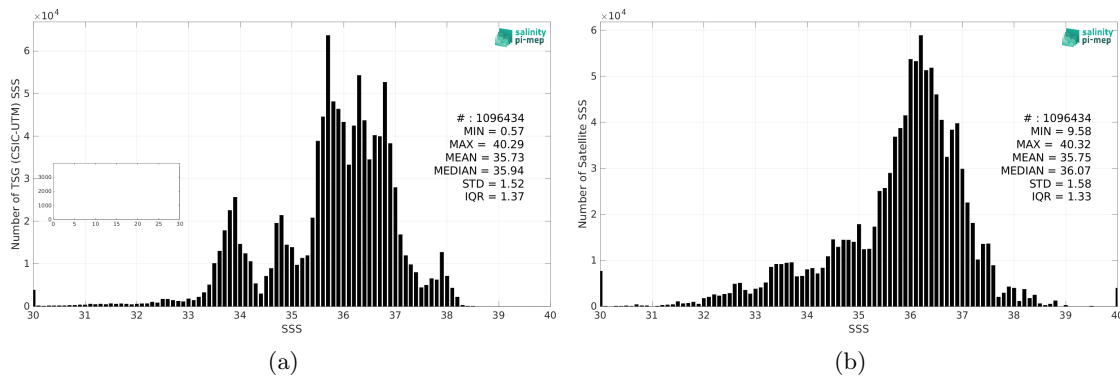 ×10⁴
6
5
4
3
2
1
0
Number of TSG (CSIC-UTM) SSS
salinity
pi-mep
# : 1096434
MIN = 0.57
MAX = 40.29
MEAN = 35.73
MEDIAN = 35.94
STD = 1.52
IQR = 1.37
3000
2000
1000
0
0 5 10 15 20 25 30
30 31 32 33 34 35 36 37 38 39 40
SSS
(a)
×10⁴
6
5
4
3
2
1
0
Number of Satellite SSS
salinity
pi-mep
# : 1096434
MIN = 9.58
MAX = 40.32
MEAN = 35.75
MEDIAN = 36.07
STD = 1.58
IQR = 1.33
30 31 32 33 34 35 36 37 38 39 40
SSS
(b)